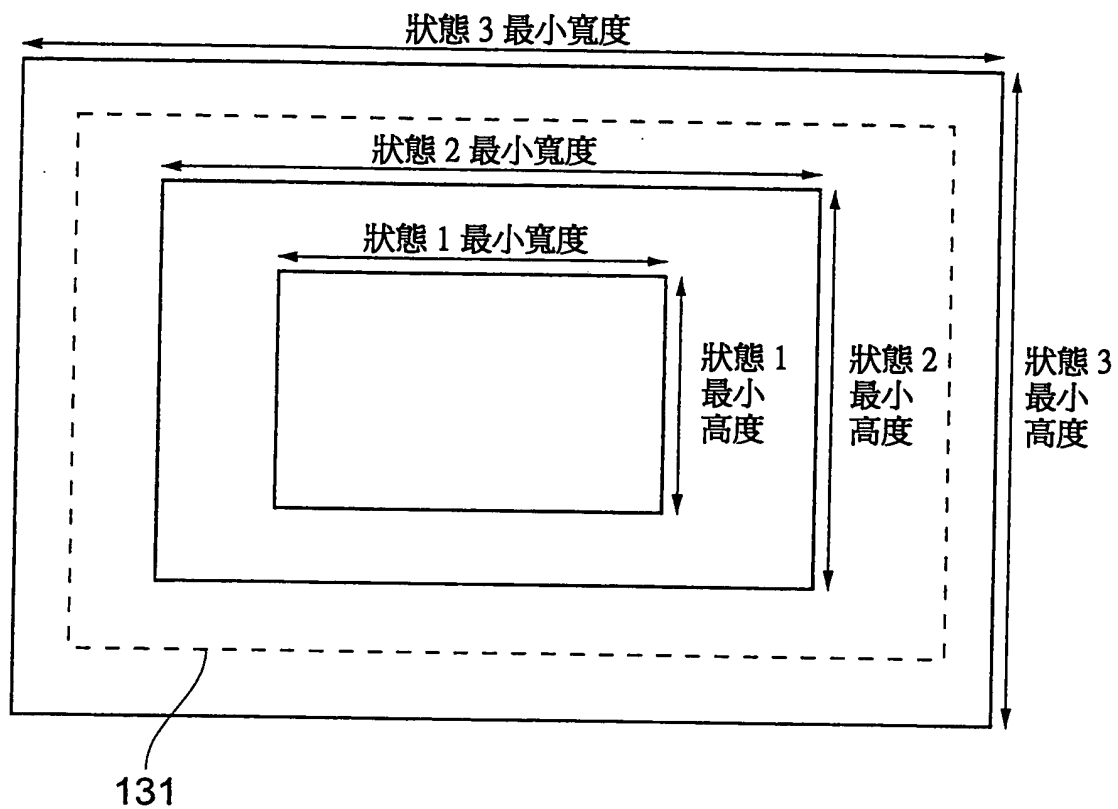 狀態 3 最小寬度
狀態 2 最小寬度
狀態 1 最小寬度
狀態 1
最小
高度
狀態 2
最小
高度
狀態 3
最小
高度
131